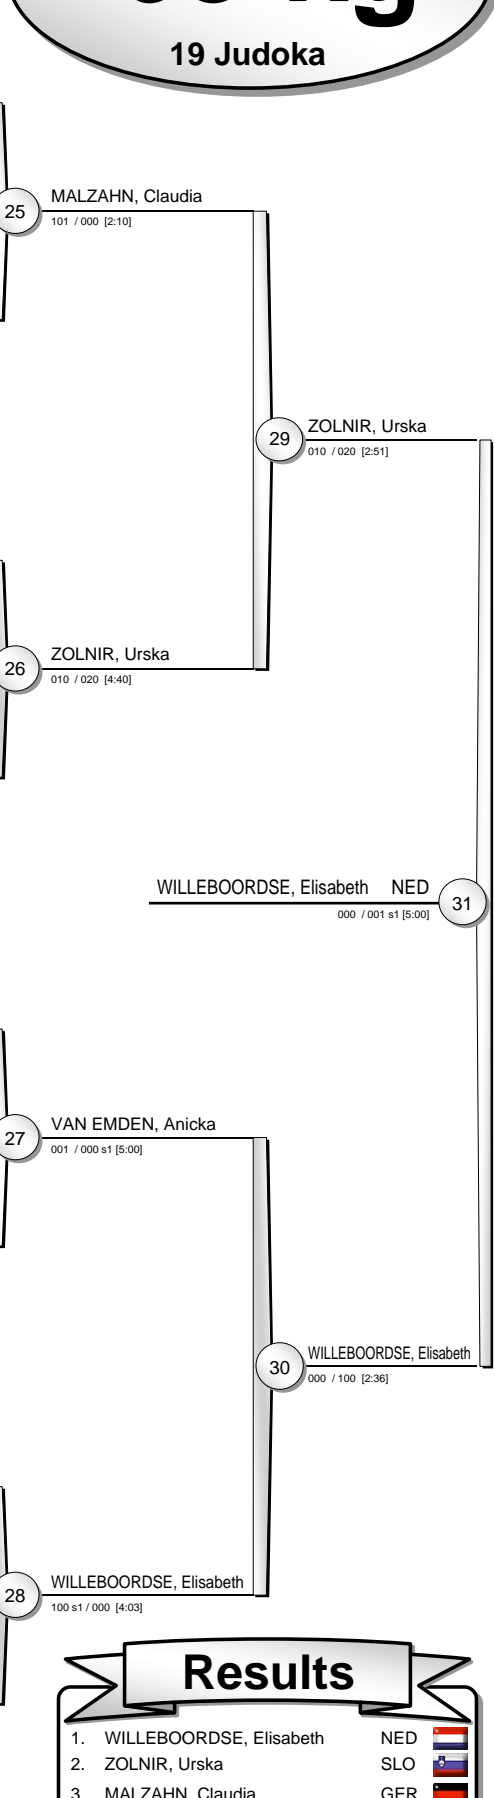 19 Judoka
25
MALZAHN, Claudia
101 / 000 [2:10]
29
ZOLNIR, Urska
010 / 020 [2:51]
26
ZOLNIR, Urska
010 / 020 [4:40]
WILLEBOORDSE, Elisabeth NED
31
000 / 001 s1 [5:00]
27
VAN EMDEN, Anicka
001 / 000 s1 [5:00]
30
WILLEBOORDSE, Elisabeth
000 / 100 [2:36]
28
WILLEBOORDSE, Elisabeth
100 s1 / 000 [4:03]
Results
1. WILLEBOORDSE, Elisabeth NED
2. ZOLNIR, Urska SLO
3. MALZAHN, Claudia GER